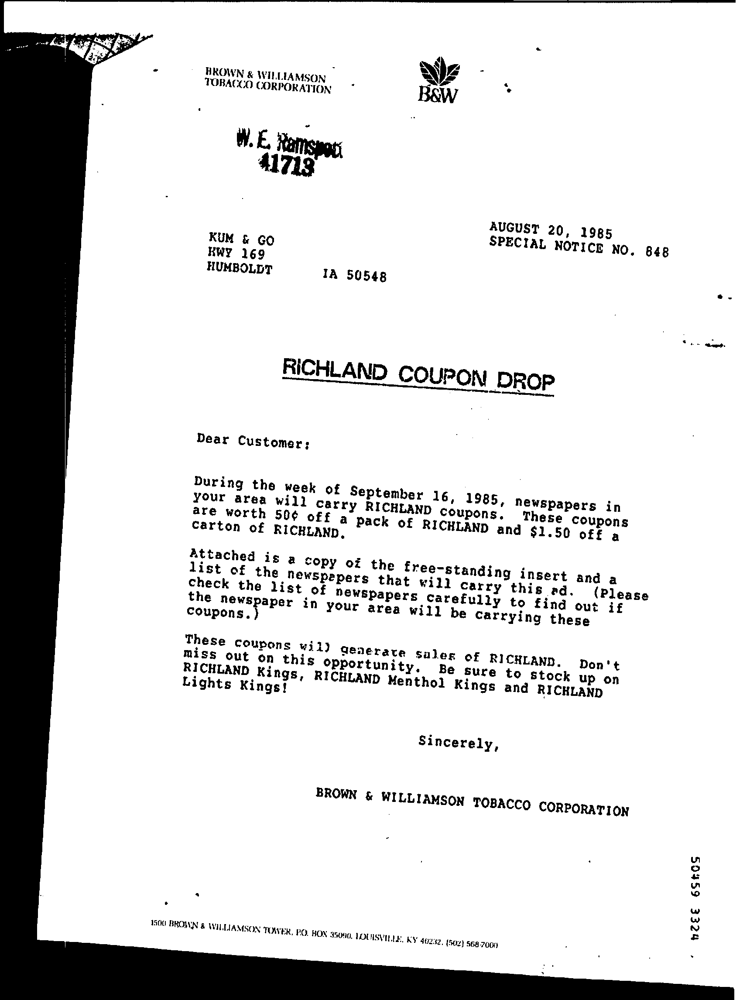 BROWN & WILLIAMSON
TOBACCO CORPORATION
B&W
W. E. Ramspott
41713
AUGUST 20, 1985
SPECIAL NOTICE NO. 848
KUM & GO
HWY 169
HUMBOLDT IA 50548
RICHLAND COUPON DROP
Dear Customer:
During the week of September 16, 1985, newspapers in
your area will carry RICHLAND coupons. These coupons
are worth 50¢ off a pack of RICHLAND and $1.50 off a
carton of RICHLAND.
Attached is a copy of the free-standing insert and a
list of the newspapers that will carry this ad. (Please
check the list of newspapers carefully to find out if
the newspaper in your area will be carrying these
coupons.)
These coupons will generate sales of RICHLAND. Don't
miss out on this opportunity. Be sure to stock up on
RICHLAND Kings, RICHLAND Menthol Kings and RICHLAND
Lights Kings!
Sincerely,
BROWN & WILLIAMSON TOBACCO CORPORATION
50459 3324
1500 BROWN & WILLIAMSON TOWER, P.O. BOX 35090, LOUISVILLE, KY 40232, (502) 568-7000